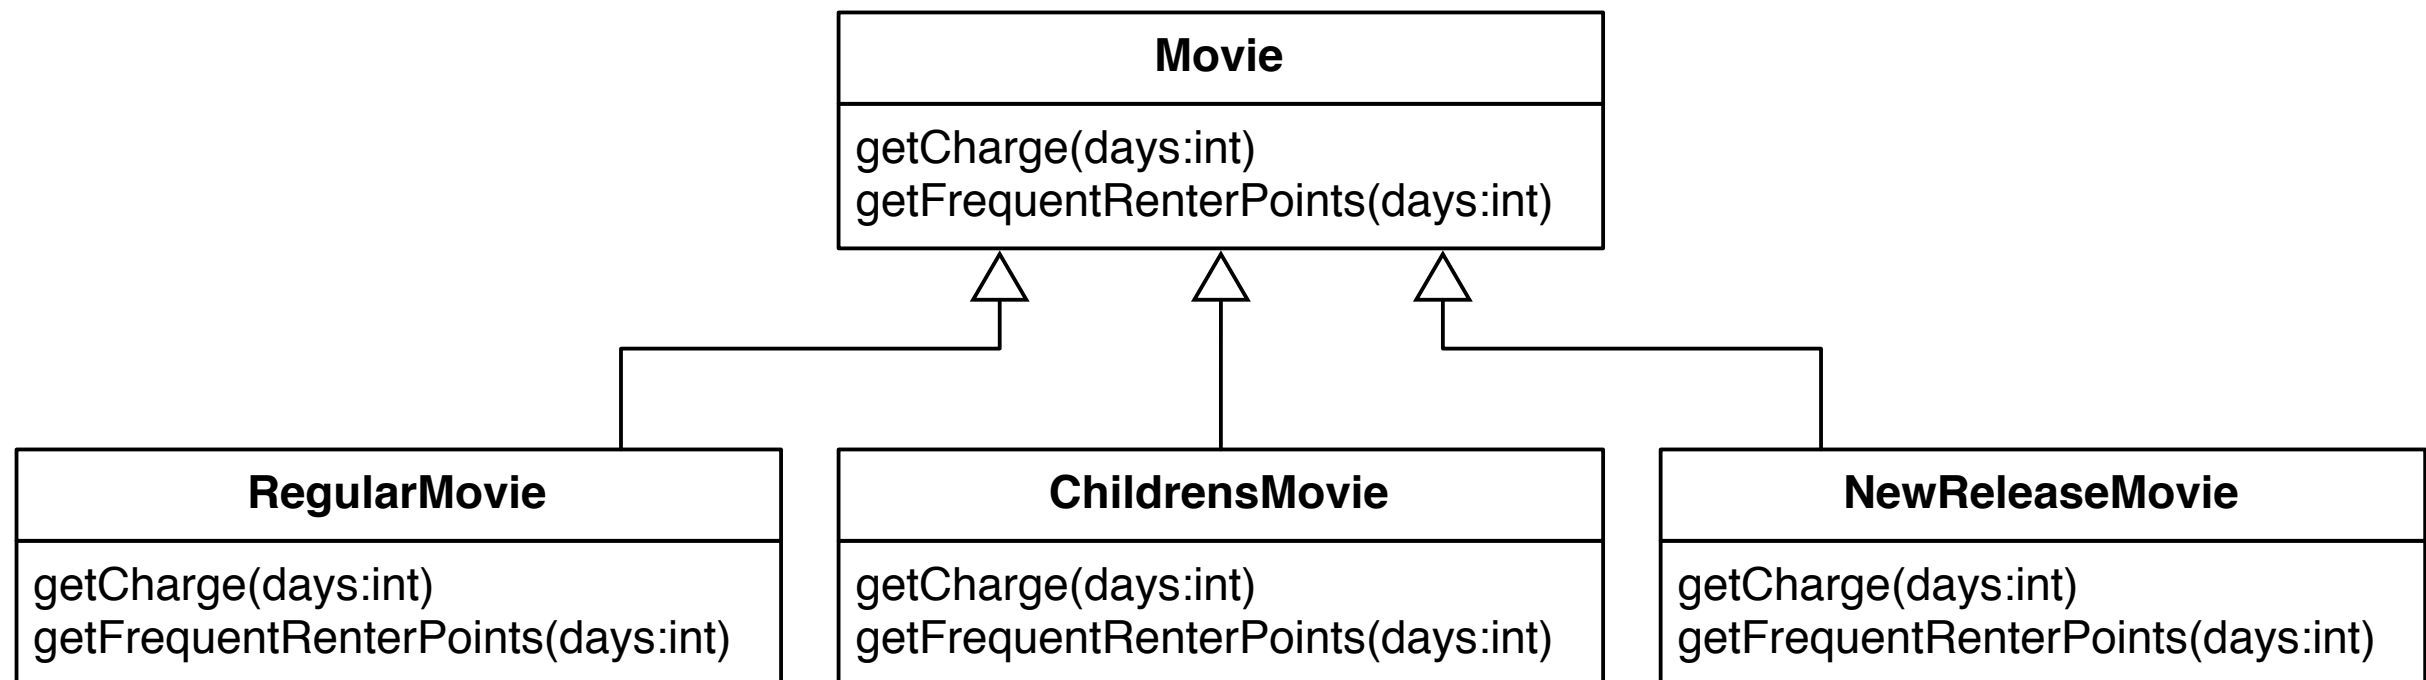 Movie
getCharge(days:int)
getFrequentRenterPoints(days:int)
RegularMovie
getCharge(days:int)
getFrequentRenterPoints(days:int)
ChildrensMovie
getCharge(days:int)
getFrequentRenterPoints(days:int)
NewReleaseMovie
getCharge(days:int)
getFrequentRenterPoints(days:int)